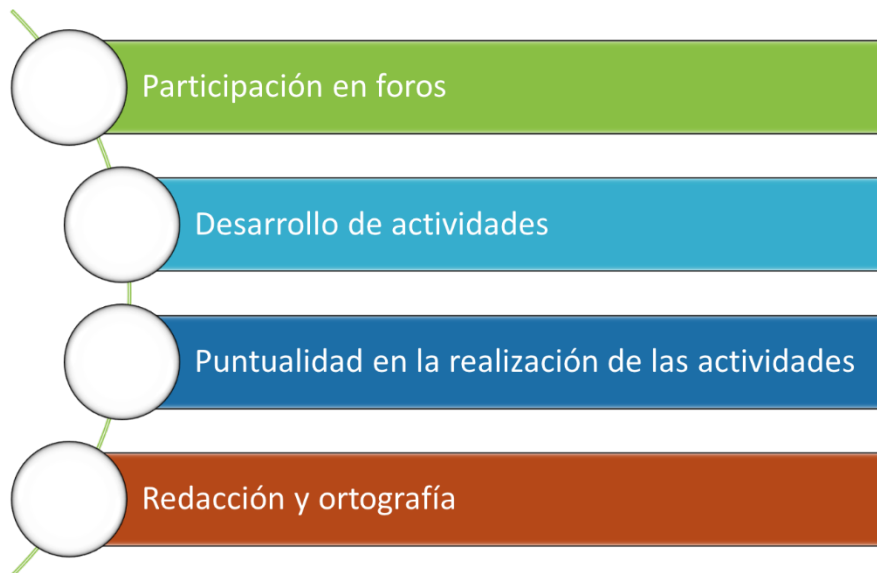 Participación en foros
Desarrollo de actividades
Puntualidad en la realización de las actividades
Redacción y ortografía